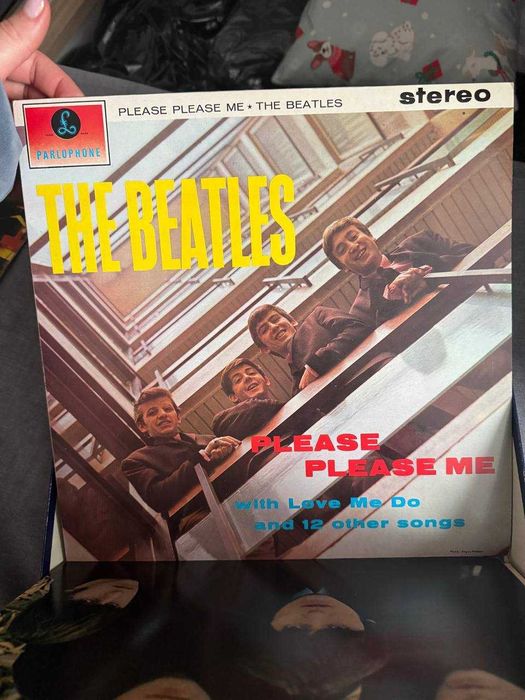 PLEASE PLEASE ME ★ THE BEATLES
stereo
£
PARLOPHONE
THE BEATLES
PLEASE
PLEASE ME
with Love Me Do
and 12 other songs